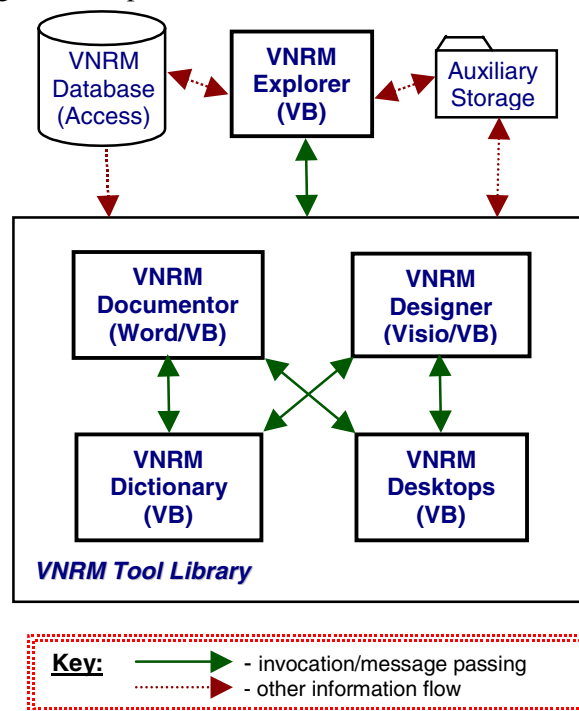 VNRM
Database
(Access)
VNRM
Explorer
(VB)
Auxiliary
Storage
VNRM
Documentor
(Word/VB)
VNRM
Designer
(Visio/VB)
VNRM
Dictionary
(VB)
VNRM
Desktops
(VB)
VNRM Tool Library
Key:
- invocation/message passing
- other information flow